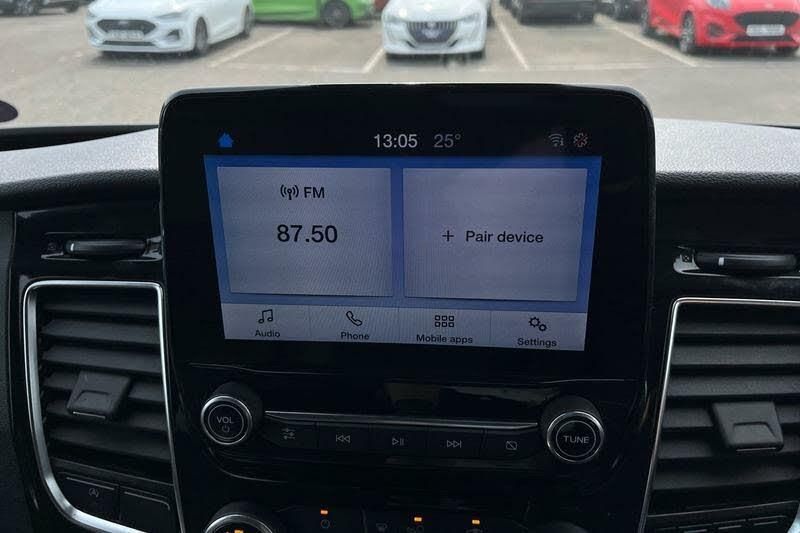 13:05 25°
FM
87.50
+ Pair device
Audio
Phone
Mobile apps
Settings
VOL
TUNE